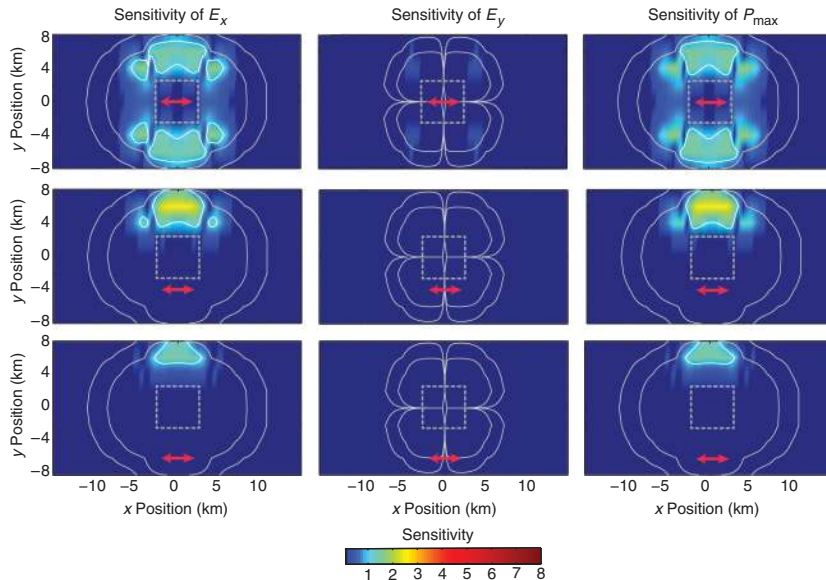 Sensitivity of Ex
Sensitivity of Ey
Sensitivity of Pmax
y Position (km)
8
4
0
−4
−8
y Position (km)
8
4
0
−4
−8
y Position (km)
8
4
0
−4
−8
−10 −5 0 5 10
−10 −5 0 5 10
−10 −5 0 5 10
x Position (km)
x Position (km)
x Position (km)
Sensitivity
1 2 3 4 5 6 7 8